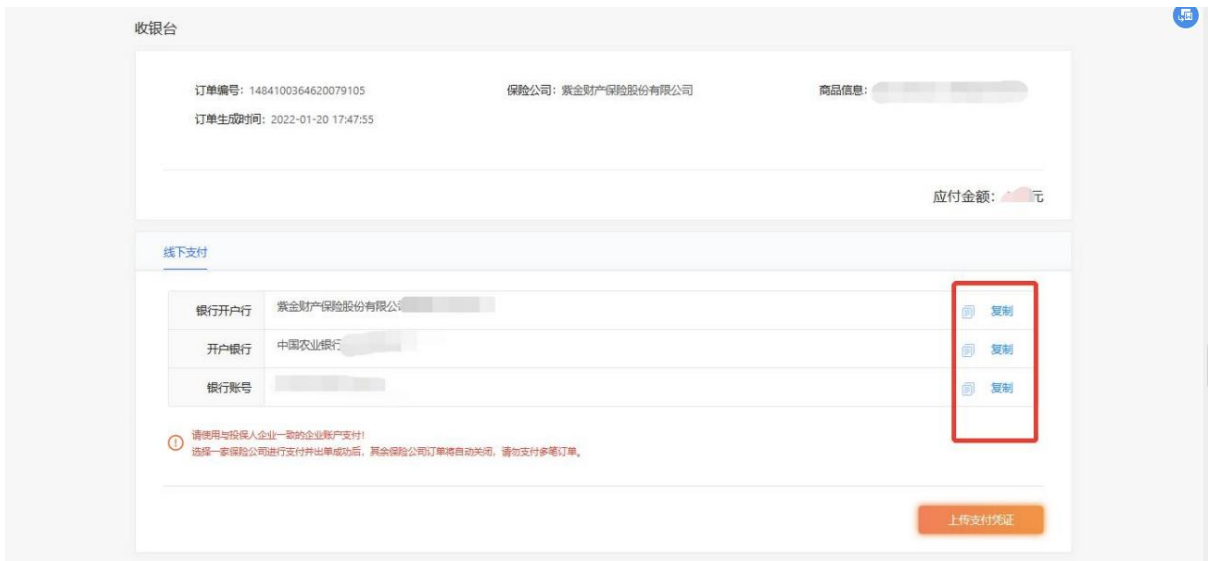 收银台
订单编号：1484100364620079105 保险公司：紫金财产保险股份有限公司 商品信息：
订单生成时间：2022-01-20 17:47:55
应付金额： 元
线下支付
银行开户行 紫金财产保险股份有限公司 复制
开户银行 中国农业银行 复制
银行账号 复制
请使用与投保人企业一致的企业账户支付！
选择一家保险公司进行支付并出单成功后，其余保险公司订单将自动关闭，请勿支付多笔订单。
上传支付凭证